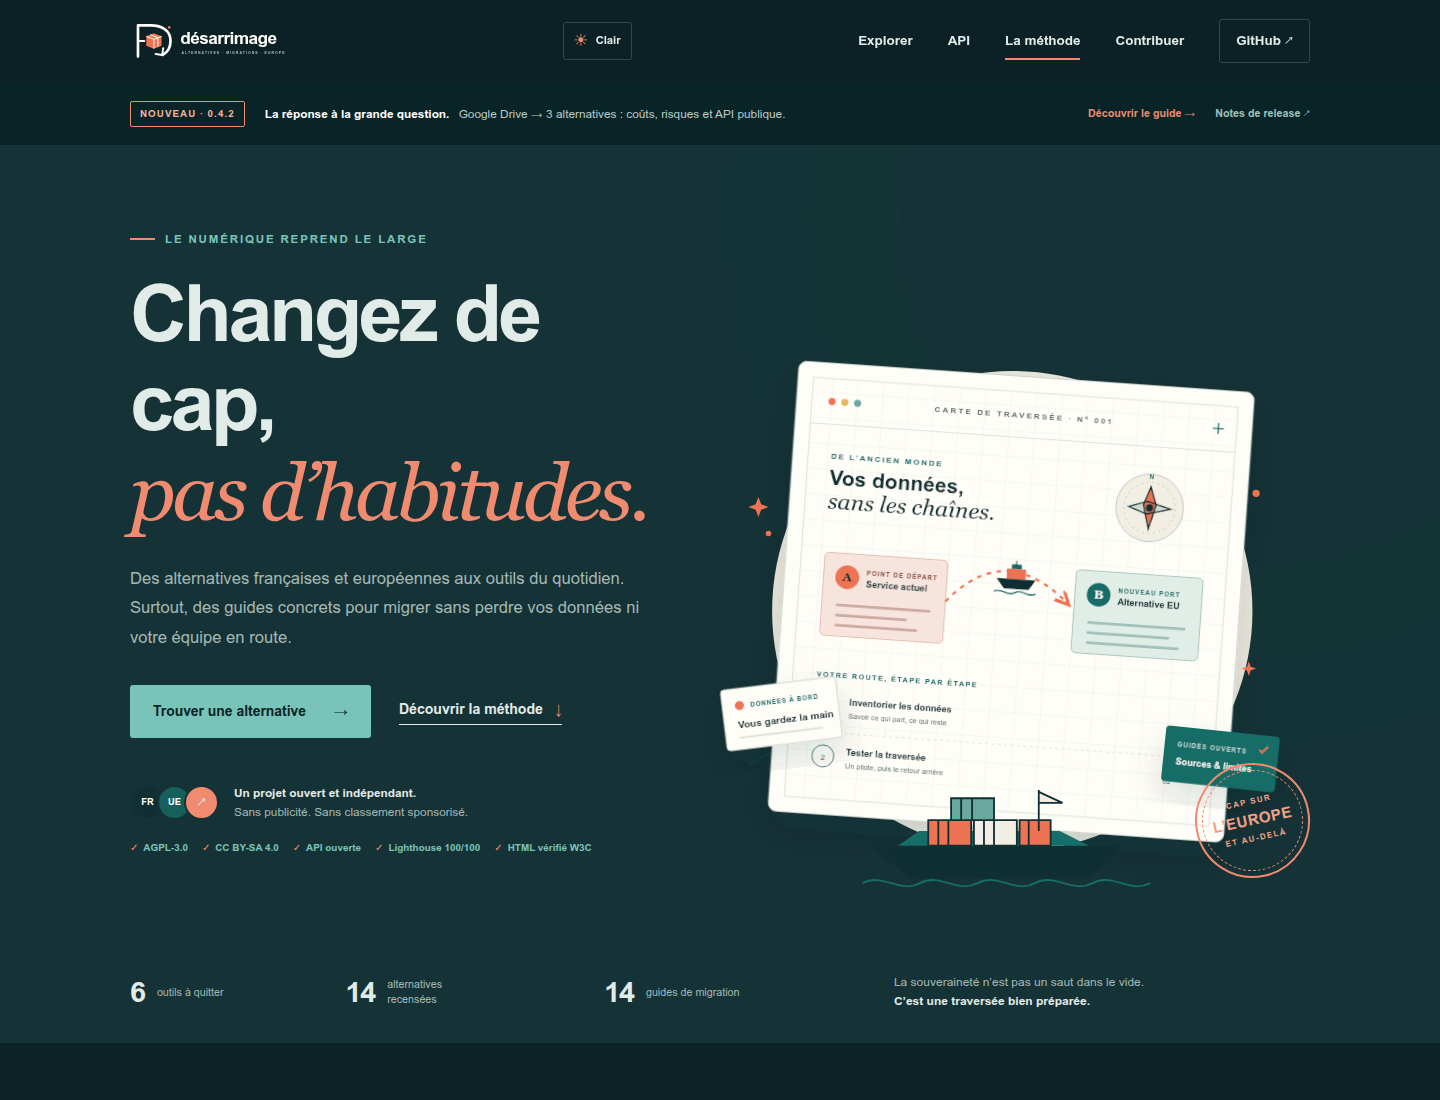 désarrimage
ALTERNATIVES · MIGRATIONS · EUROPE
☀ Clair
Explorer
API
La méthode
Contribuer
GitHub ↗
NOUVEAU · 0.4.2
La réponse à la grande question. Google Drive → 3 alternatives : coûts, risques et API publique.
Découvrir le guide →
Notes de release ↗
LE NUMÉRIQUE REPREND LE LARGE
Changez de
cap,
pas d’habitudes.
Des alternatives françaises et européennes aux outils du quotidien.
Surtout, des guides concrets pour migrer sans perdre vos données ni
votre équipe en route.
Trouver une alternative →
Découvrir la méthode ↓
FR
UE
↗
Un projet ouvert et indépendant.
Sans publicité. Sans classement sponsorisé.
✓ AGPL-3.0
✓ CC BY-SA 4.0
✓ API ouverte
✓ Lighthouse 100/100
✓ HTML vérifié W3C
CARTE DE TRAVERSÉE · N° 001
+
DE L'ANCIEN MONDE
Vos données,
sans les chaînes.
N
A
POINT DE DÉPART
Service actuel
B
NOUVEAU PORT
Alternative EU
VOTRE ROUTE, ÉTAPE PAR ÉTAPE
Inventorier les données
Savoir ce qui part, ce qui reste
2
Tester la traversée
Un pilote, puis le retour arrière
DONNÉES À BORD
Vous gardez la main
GUIDES OUVERTS
Sources & limites
CAP SUR
L'EUROPE
ET AU-DELÀ
6 outils à quitter
14 alternatives
recensées
14 guides de migration
La souveraineté n'est pas un saut dans le vide.
C'est une traversée bien préparée.